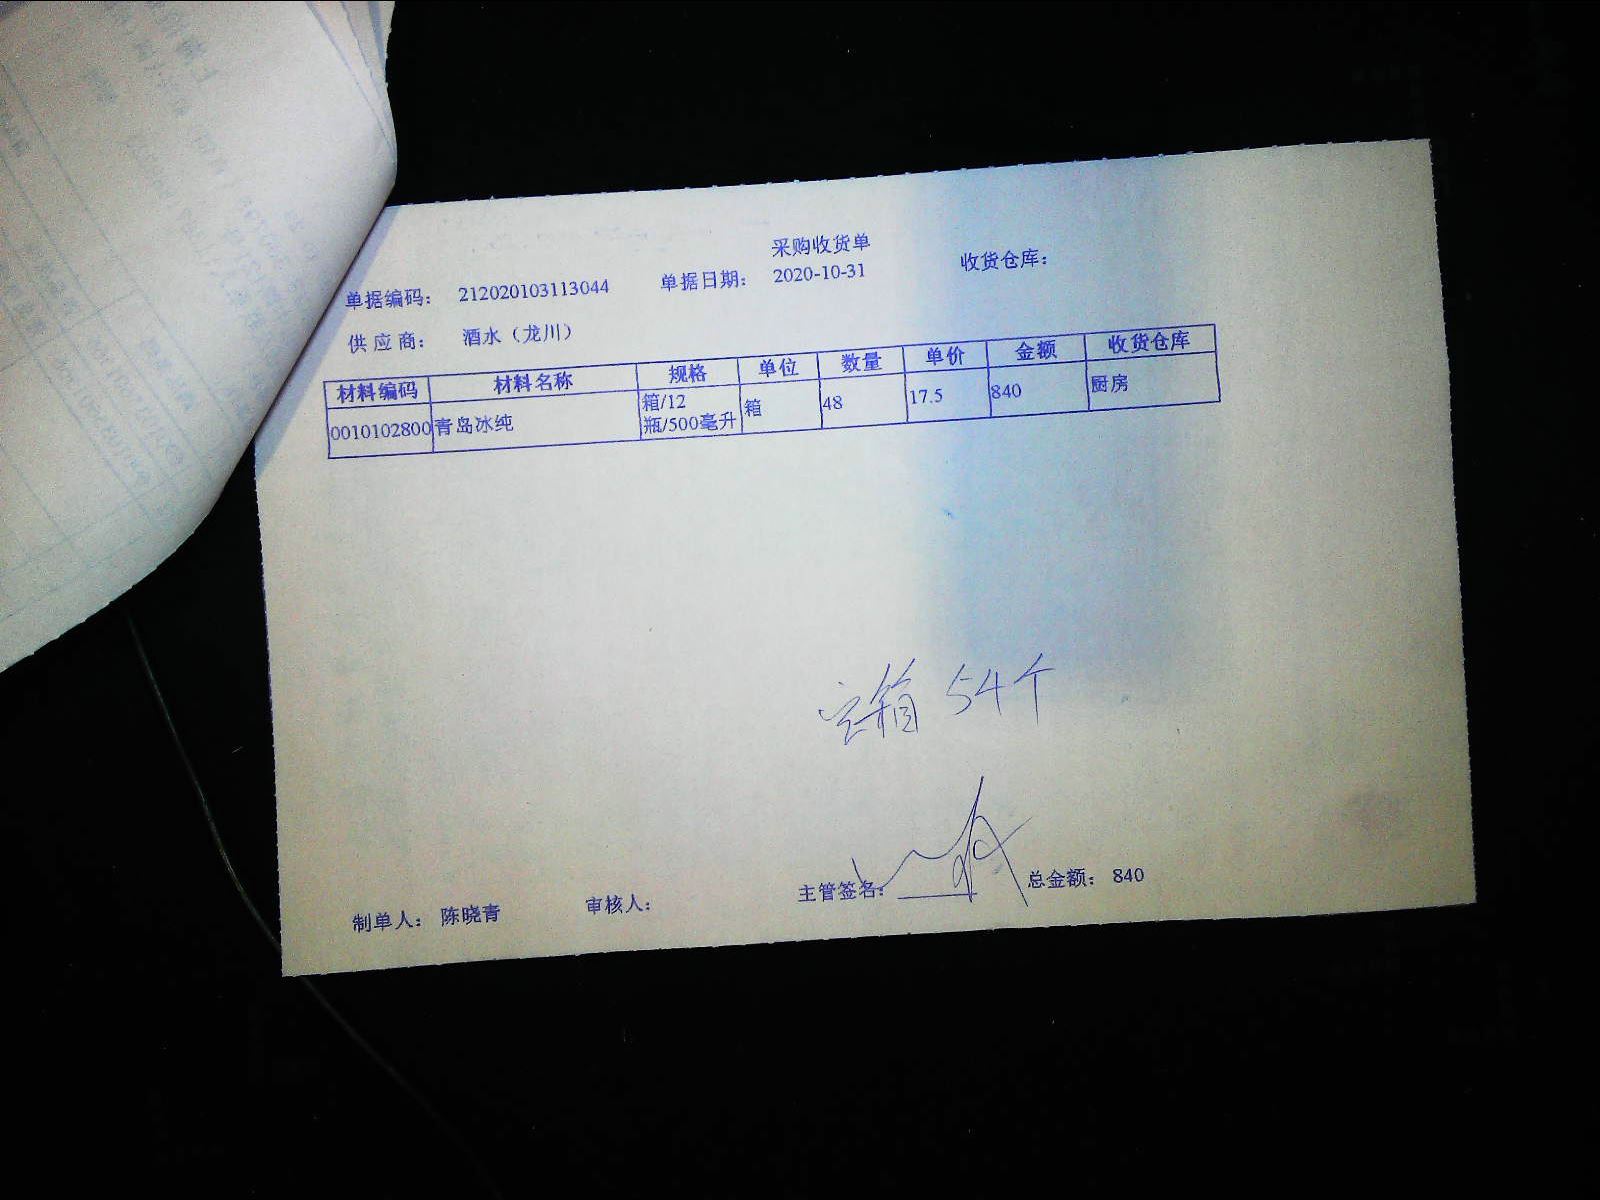 采购收货单
单据编码： 212020103113044 单据日期： 2020-10-31 收货仓库：
供 应 商： 酒水（龙川）
材料编码 材料名称 规格 单位 数量 单价 金额 收货仓库
0010102800 青岛冰纯 箱/12瓶/500毫升 箱 48 17.5 840 厨房
空箱 54个
制单人： 陈晓青 审核人： 主管签名： 总金额： 840